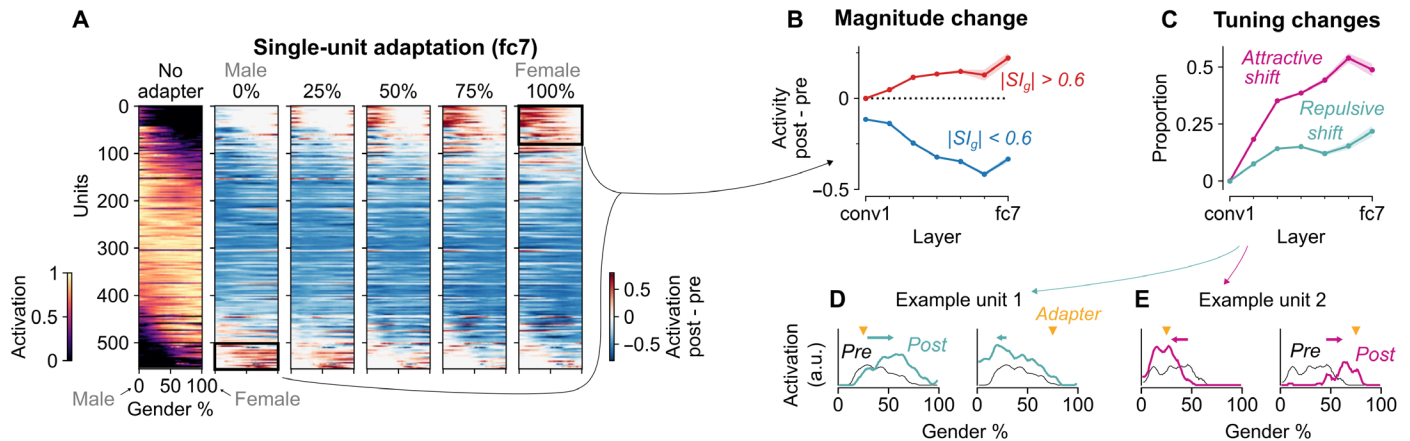 A
Single-unit adaptation (fc7)
No adapter
Male 0%
25%
50%
75%
Female 100%
0
100
200
300
400
500
Units
Activation
1
0.5
0
0 50 100
Gender %
Male
Female
0.5
0
−0.5
Activation post - pre
B
Magnitude change
Activity post - pre
0
−0.5
|SIg| > 0.6
|SIg| < 0.6
conv1
fc7
Layer
C
Tuning changes
Proportion
0.5
0.25
0
Attractive shift
Repulsive shift
conv1
fc7
Layer
D
Example unit 1
Adapter
Activation (a.u.)
Pre
Post
0 50 100
0 50 100
Gender %
E
Example unit 2
Pre
Post
0 50 100
0 50 100
Gender %